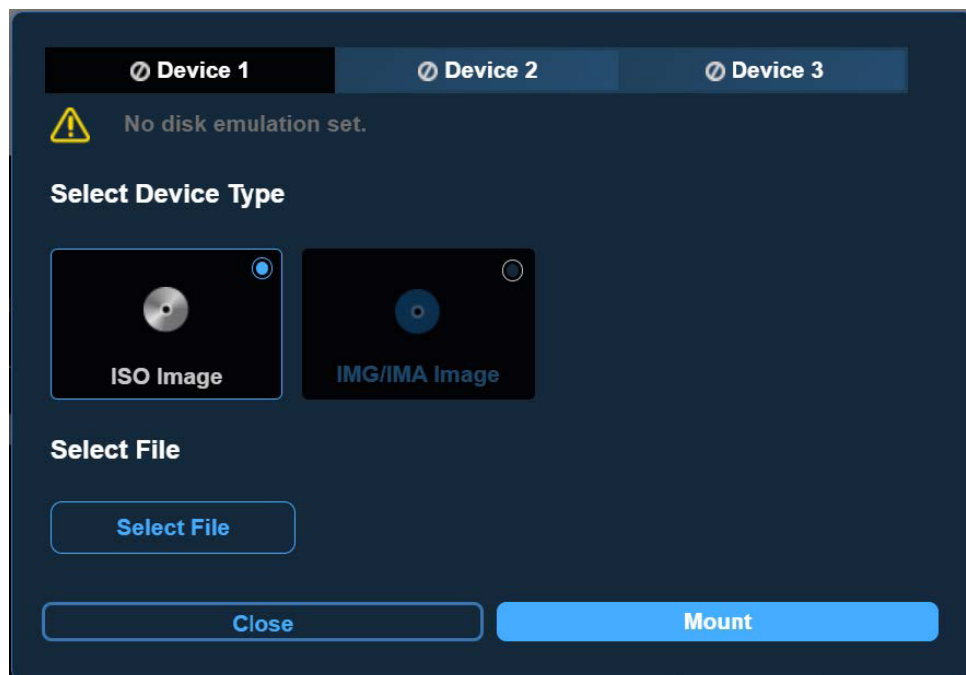 Device 1 Device 2 Device 3
No disk emulation set.
Select Device Type
ISO Image IMG/IMA Image
Select File
Select File
Close Mount